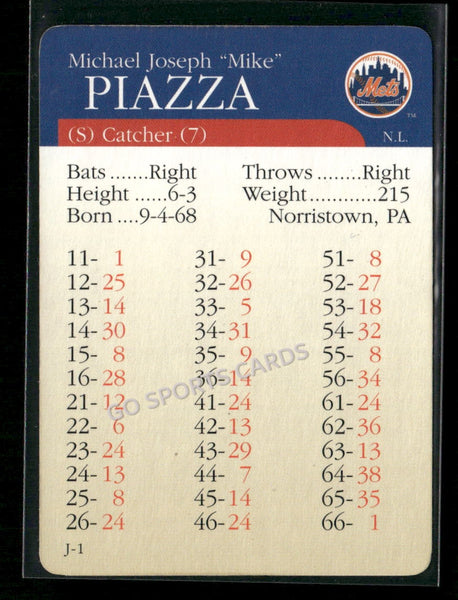 Michael Joseph “Mike”
PIAZZA
Mets
TM
(S) Catcher (7)
N.L.
Bats .......Right Throws ........Right
Height ......6-3 Weight............215
Born ....9-4-68 Norristown, PA
11- 1 31- 9 51- 8
12-25 32-26 52-27
13-14 33- 5 53-18
14-30 34-31 54-32
15- 8 35- 9 55- 8
16-28 36-14 56-34
21-12 41-24 61-24
22- 6 42-13 62-36
23-24 43-29 63-13
24-13 44- 7 64-38
25- 8 45-14 65-35
26-24 46-24 66- 1
J-1
GO SPORTS CARDS